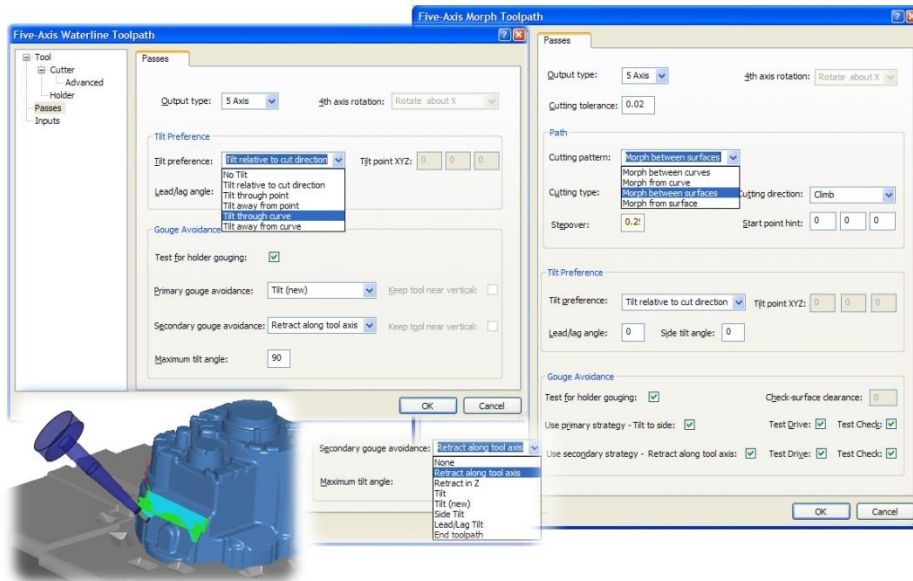 Five-Axis Morph Toolpath
Five-Axis Waterline Toolpath
Tool
Cutter
Advanced
Holder
Passes
Inputs
Passes
Output type: 5 Axis 4th axis rotation: Rotate about X
Tilt Preference
Tilt preference: Tilt relative to cut direction Tilt point XYZ: 0 0 0
No Tilt
Tilt relative to cut direction
Tilt through point
Tilt away from point
Tilt through curve
Tilt away from curve
Lead/lag angle:
Gouge Avoidance
Test for holder gouging:
Primary gouge avoidance: Tilt (new) Keep tool near vertical:
Secondary gouge avoidance: Retract along tool axis Keep tool near vertical:
Maximum tilt angle: 90
OK Cancel
Passes
Output type: 5 Axis 4th axis rotation: Rotate about X
Cutting tolerance: 0.02
Path
Cutting pattern: Morph between surfaces
Morph between curves
Morph from curve
Morph between surfaces
Morph from surface
Cutting type: Cutting direction: Climb
Stepover: 0.2 Start point hint: 0 0 0
Tilt Preference
Tilt preference: Tilt relative to cut direction Tilt point XYZ: 0 0 0
Lead/lag angle: 0 Side tilt angle: 0
Gouge Avoidance
Test for holder gouging: Check-surface clearance: 0
Use primary strategy - Tilt to side: Test Drive: Test Check:
Use secondary strategy - Retract along tool axis: Test Drive: Test Check:
OK Cancel
Secondary gouge avoidance: Retract along tool axis
None
Retract along tool axis
Retract in Z
Tilt
Tilt (new)
Side Tilt
Lead/Lag Tilt
End toolpath
Maximum tilt angle: